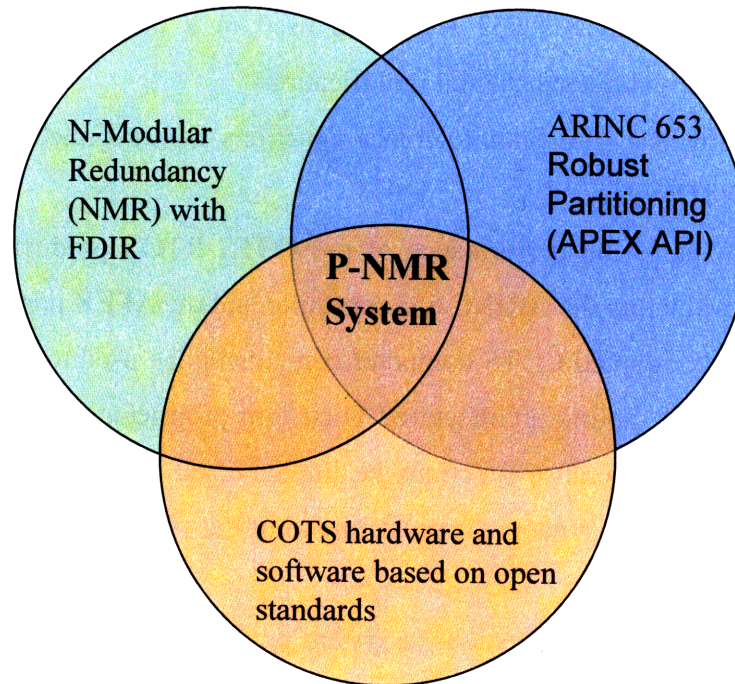 N-Modular
Redundancy
(NMR) with
FDIR
ARINC 653
Robust
Partitioning
(APEX API)
P-NMR
System
COTS hardware and
software based on open
standards